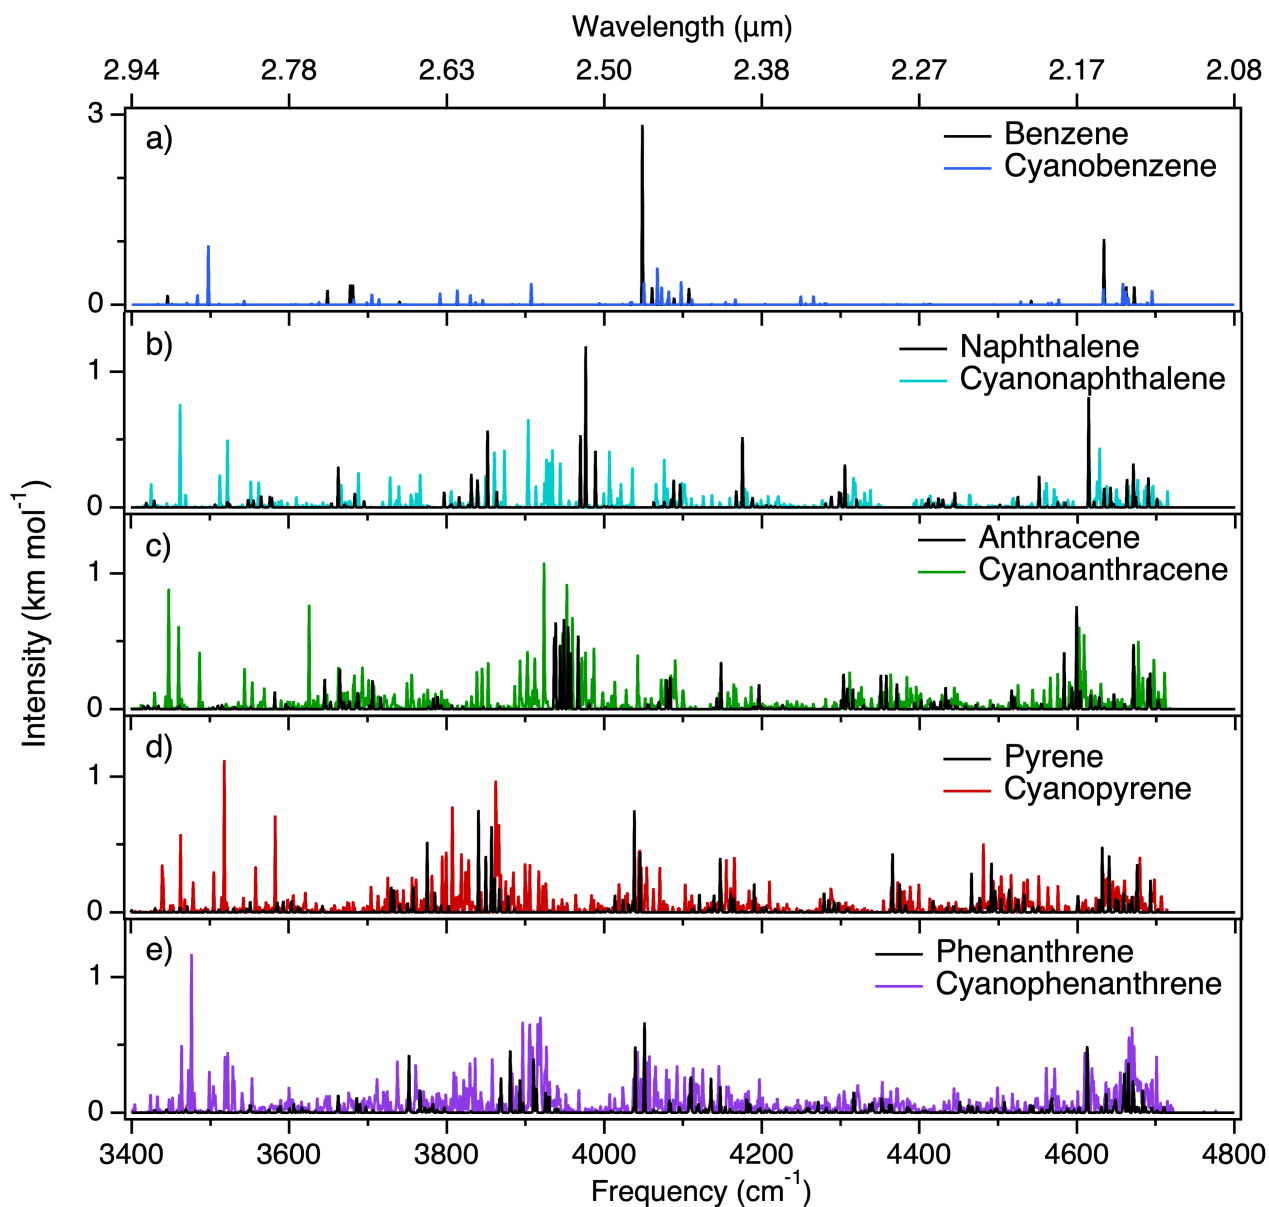 Wavelength (µm)
2.94 2.78 2.63 2.50 2.38 2.27 2.17 2.08
3
a)
Benzene
Cyanobenzene
0
b)
Naphthalene
Cyanonaphthalene
1
0
c)
Anthracene
Cyanoanthracene
1
0
Intensity (km mol⁻¹)
d)
Pyrene
Cyanopyrene
1
0
e)
Phenanthrene
Cyanophenanthrene
1
0
3400 3600 3800 4000 4200 4400 4600 4800
Frequency (cm⁻¹)